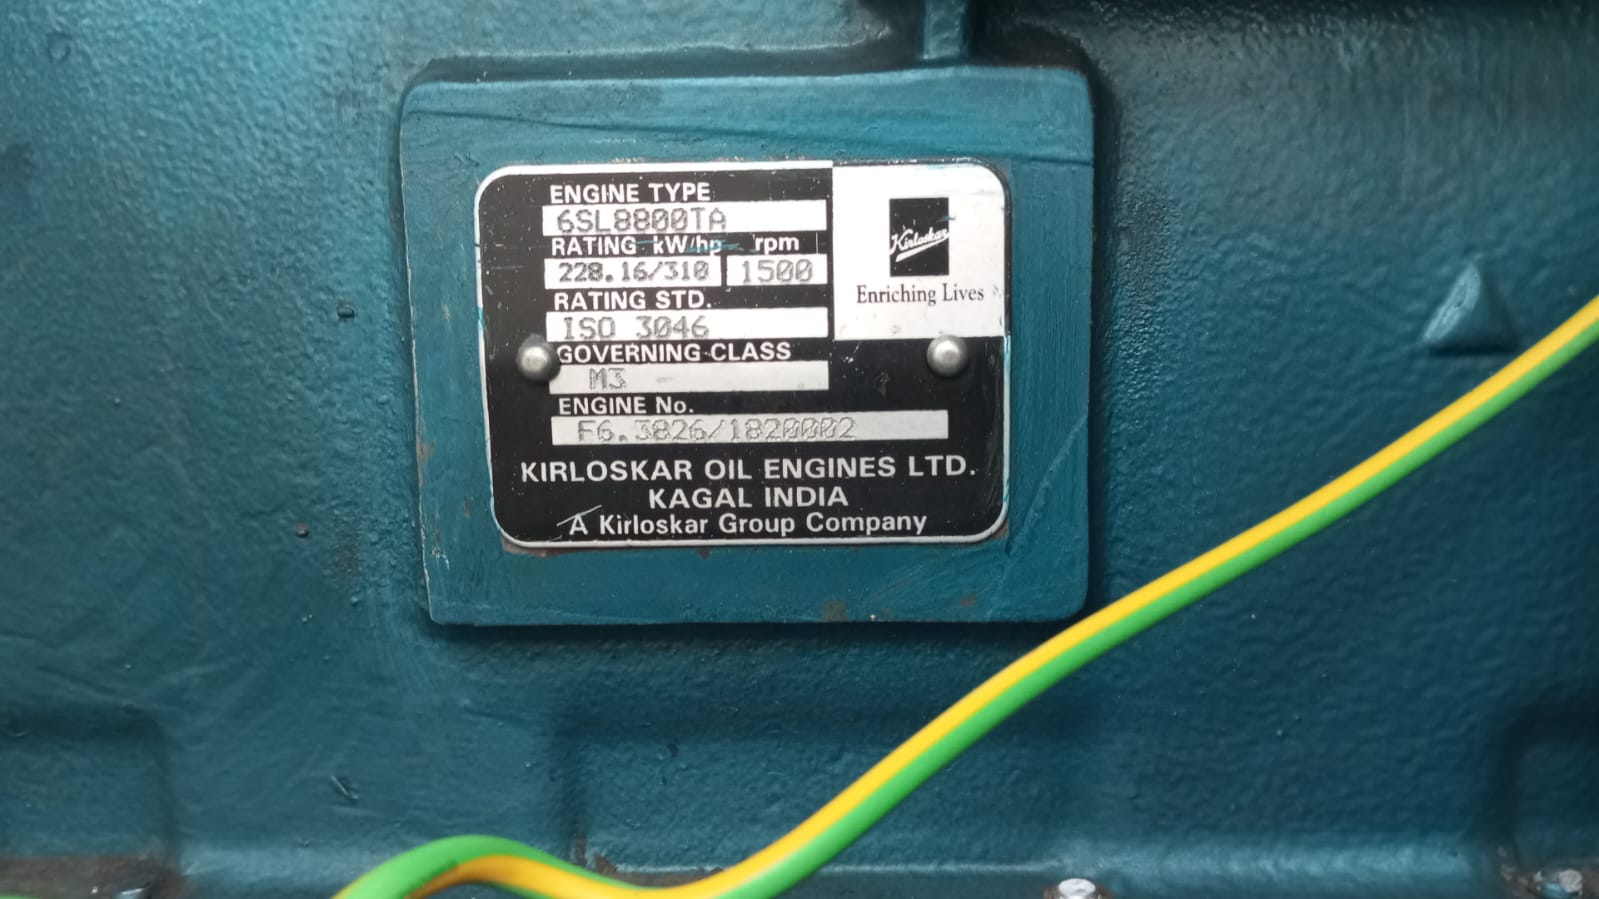 ENGINE TYPE
6SL8800TA
RATING kW/hp rpm
228.16/310 1500
RATING STD.
ISO 3046
GOVERNING CLASS
M3
ENGINE No.
F6.3826/1820002
KIRLOSKAR OIL ENGINES LTD.
KAGAL INDIA
A Kirloskar Group Company
Kirloskar
Enriching Lives